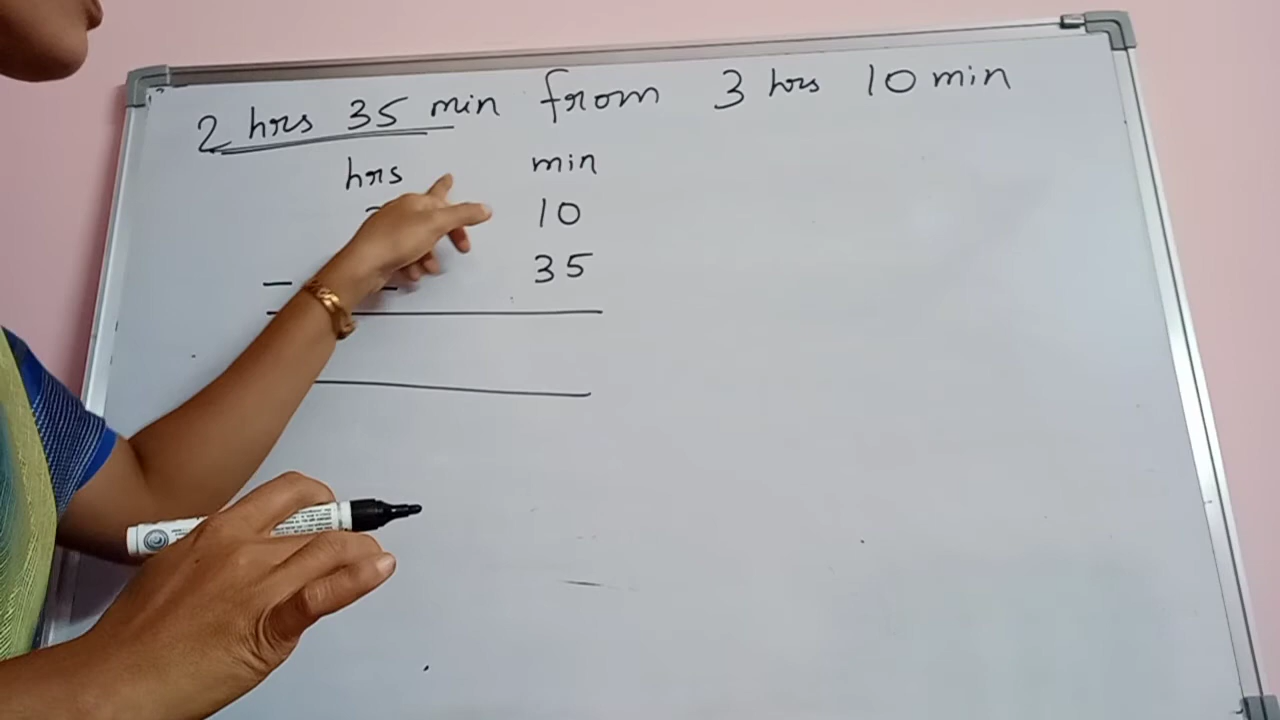 2 hrs 35 min from 3 hrs 10 min
hrs min
10
– 35